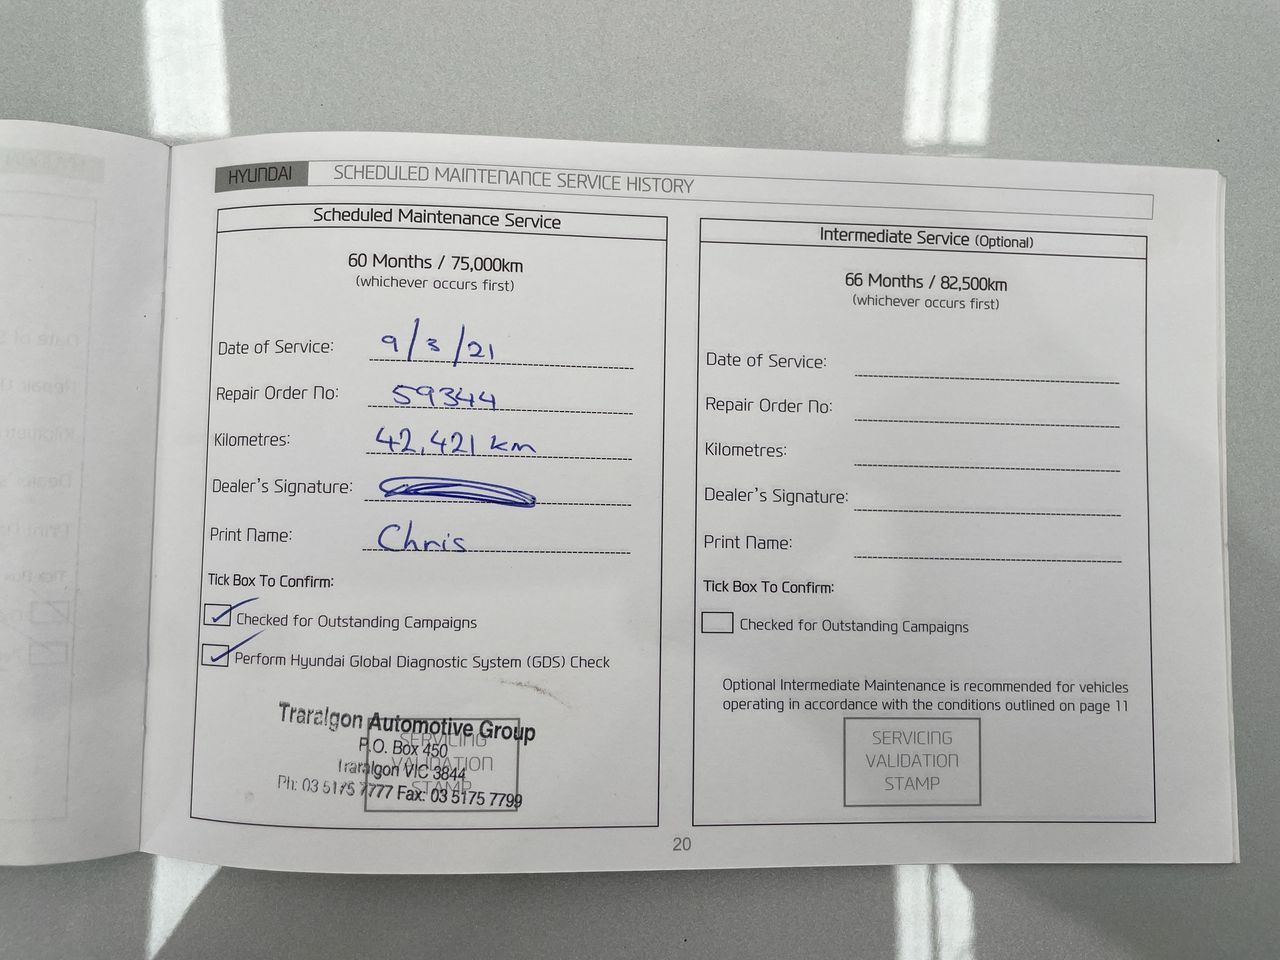 HYUNDAI SCHEDULED MAINTENANCE SERVICE HISTORY
Scheduled Maintenance Service
60 Months / 75,000km
(whichever occurs first)
Date of Service: 9/3/21
Repair Order No: 59344
Kilometres: 42,421 km
Dealer's Signature:
Print Name: Chris
Tick Box To Confirm:
Checked for Outstanding Campaigns
Perform Hyundai Global Diagnostic System (GDS) Check
Traralgon Automotive Group
P.O. Box 450
Traralgon VIC 3844
Ph: 03 5175 7777 Fax: 03 5175 7799
SERVICING
VALIDATION
STAMP
Intermediate Service (Optional)
66 Months / 82,500km
(whichever occurs first)
Date of Service:
Repair Order No:
Kilometres:
Dealer's Signature:
Print Name:
Tick Box To Confirm:
Checked for Outstanding Campaigns
Optional Intermediate Maintenance is recommended for vehicles
operating in accordance with the conditions outlined on page 11
SERVICING
VALIDATION
STAMP
20